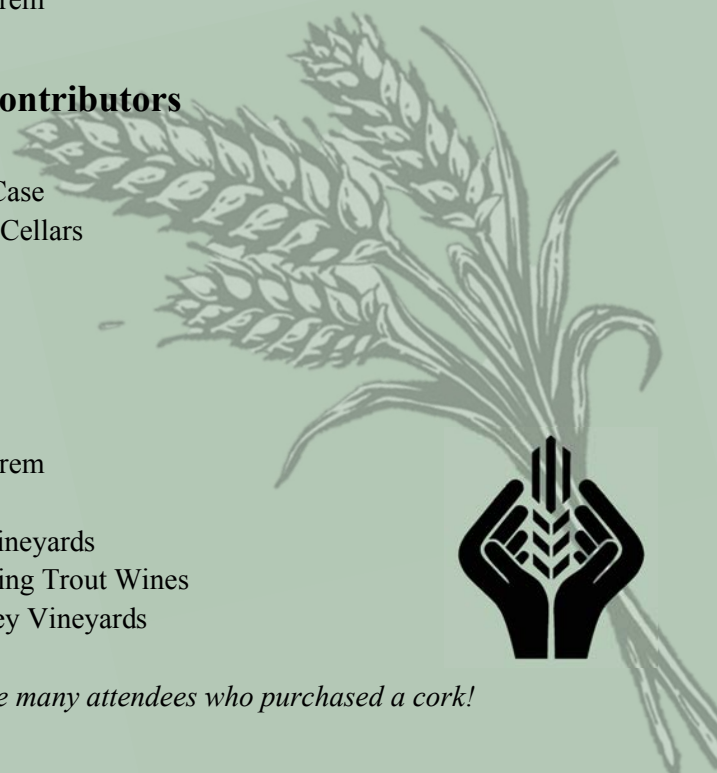 rem
ontributors
Case
Cellars
rem
ineyards
ing Trout Wines
ey Vineyards
e many attendees who purchased a cork!